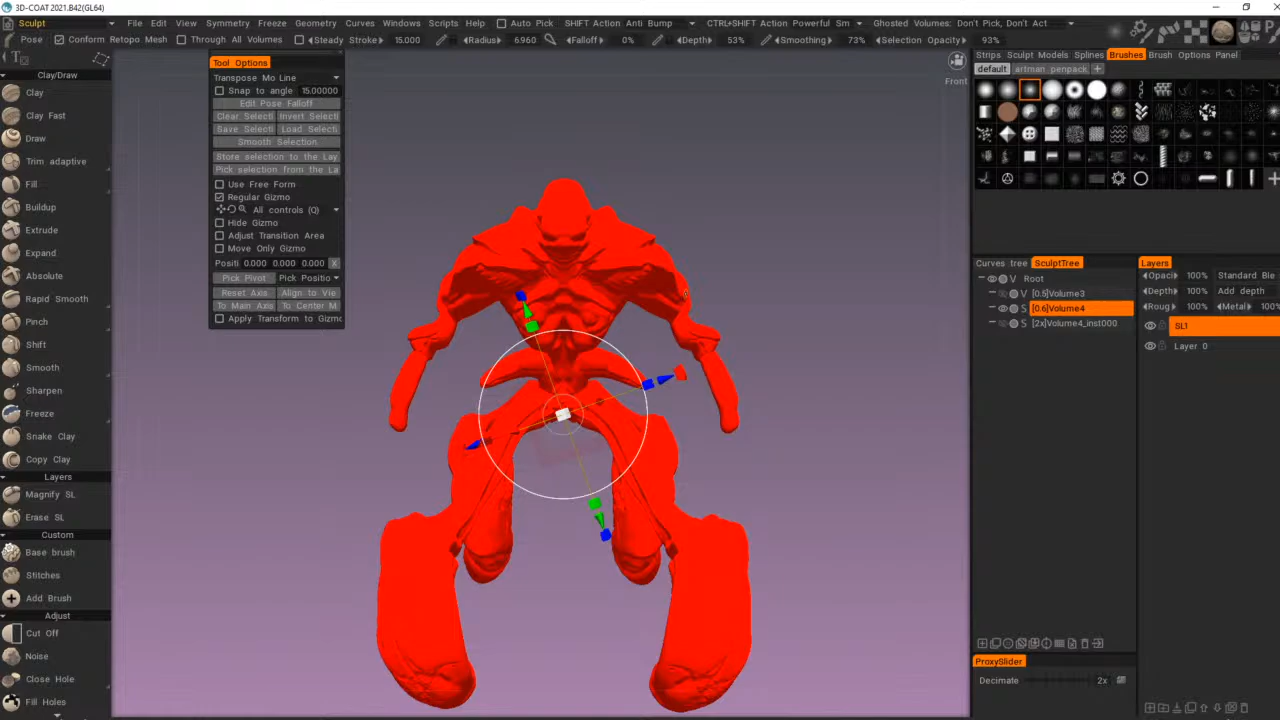 3D-COAT 2021.B42(GL64)
Sculpt File Edit View Symmetry Freeze Geometry Curves Windows Scripts Help Auto Pick SHIFT Action Anti Bump CTRL+SHIFT Action Powerful Sm Ghosted Volumes: Don't Pick, Don't Act
Pose Conform Retopo Mesh Through All Volumes Steady Stroke 15.000 Radius 6.960 Falloff 0% Depth 53% Smoothing 73% Selection Opacity 93%
Clay/Draw
Clay
Clay Fast
Draw
Trim adaptive
Fill
Buildup
Extrude
Expand
Absolute
Rapid Smooth
Pinch
Shift
Smooth
Sharpen
Freeze
Snake Clay
Copy Clay
Layers
Magnify SL
Erase SL
Custom
Base brush
Stitches
Add Brush
Adjust
Cut Off
Noise
Close Hole
Fill Holes
Tool Options
Transpose Mo Line
Snap to angle 15.00000
Edit Pose Falloff
Clear Selecti Invert Selecti
Save Selecti Load Selecti
Smooth Selection
Store selection to the Lay
Pick selection from the La
Use Free Form
Regular Gizmo
All controls (Q)
Hide Gizmo
Adjust Transition Area
Move Only Gizmo
Positi 0.000 0.000 0.000 X
Pick Pivot Pick Positio
Reset Axis Align to Vie
To Main Axis To Center M
Apply Transform to Gizmo
Front
Strips Sculpt Models Splines Brushes Brush Options Panel
default artman penpack +
Curves tree SculptTree
V Root
V [0.5]Volume3
S [0.6]Volume4
S [2x]Volume4_inst000
ProxySlider
Decimate 2x
Layers
Opaci 100% Standard Ble
Depth 100% Add depth
Roug 100% Metal 100%
SL1
Layer 0